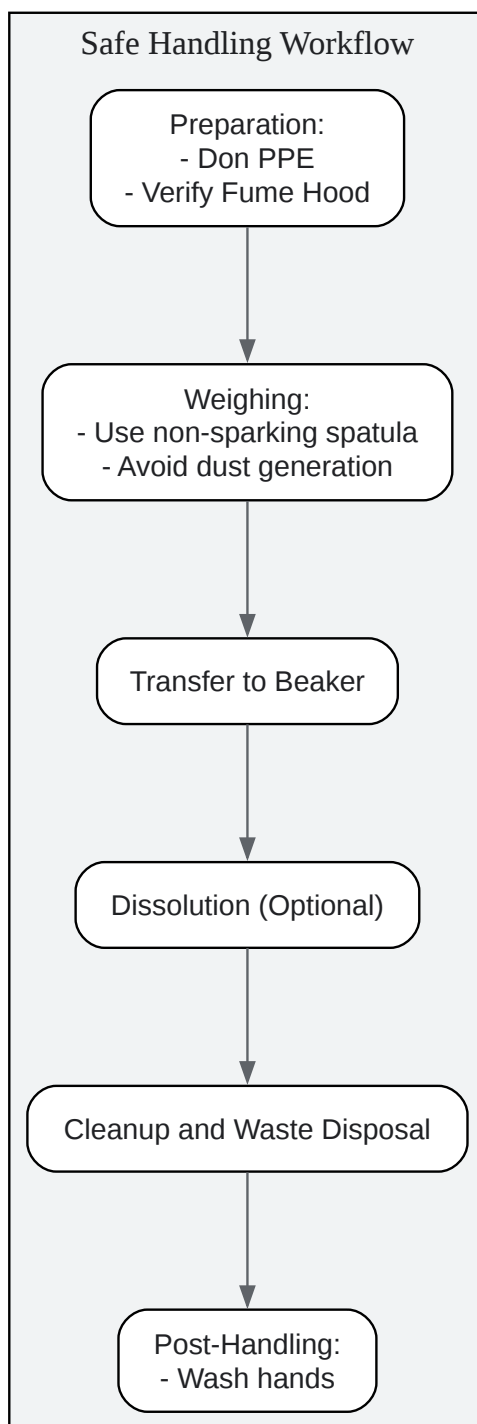 Safe Handling Workflow
Preparation:
- Don PPE
- Verify Fume Hood
Weighing:
- Use non-sparking spatula
- Avoid dust generation
Transfer to Beaker
Dissolution (Optional)
Cleanup and Waste Disposal
Post-Handling:
- Wash hands